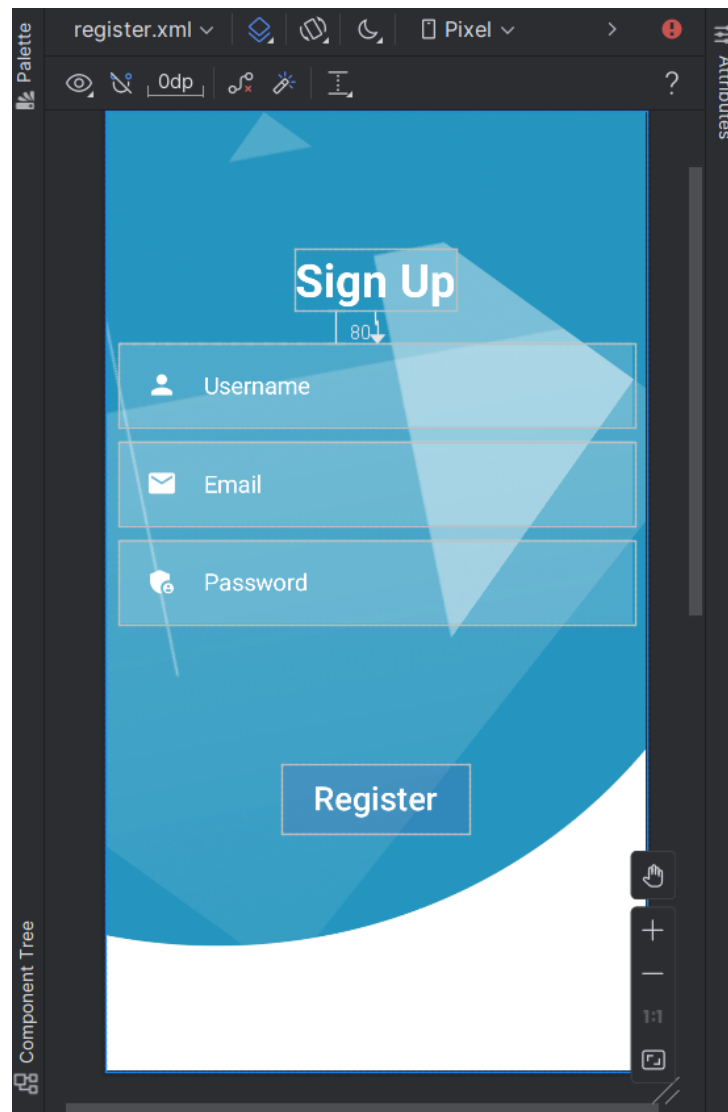 register.xml
Pixel
Palette
Attributes
0dp
?
Sign Up
80
Username
Email
Password
Register
1:1
Component Tree